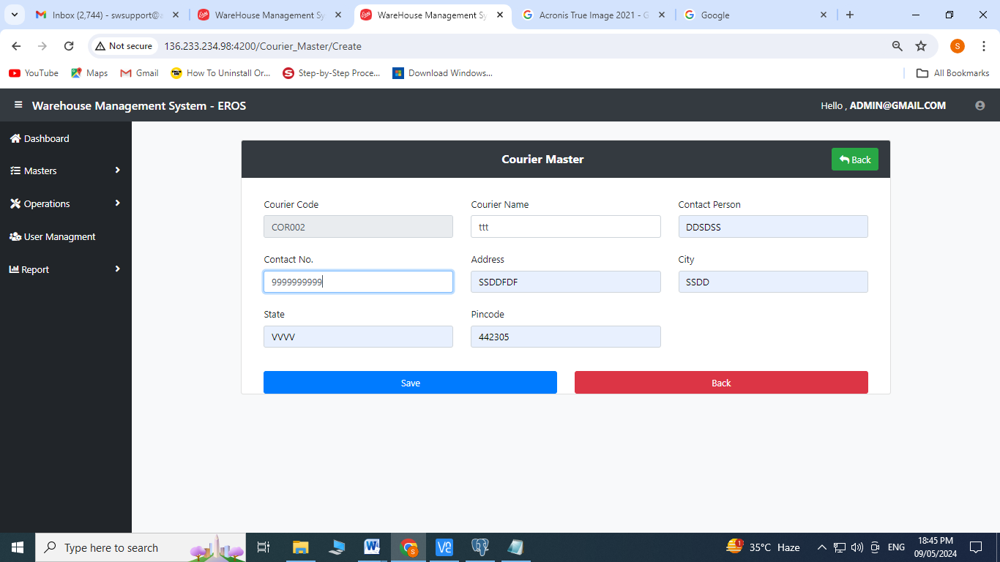 Inbox (2,744) - swsupport@a
WareHouse Management Sy
WareHouse Management Sy
Acronis True Image 2021 - G
Google
Not secure
136.233.234.98:4200/Courier_Master/Create
S
YouTube
Maps
Gmail
How To Uninstall Or...
Step-by-Step Proce...
Download Windows...
All Bookmarks
Warehouse Management System - EROS
Hello , ADMIN@GMAIL.COM
Dashboard
Masters
Operations
User Managment
Report
Courier Master
Back
Courier Code
Courier Name
Contact Person
COR002
ttt
DDSDSS
Contact No.
Address
City
9999999999
SSDDFDF
SSDD
State
Pincode
VVVV
442305
Save
Back
Type here to search
35°C Haze
ENG
18:45 PM
09/05/2024